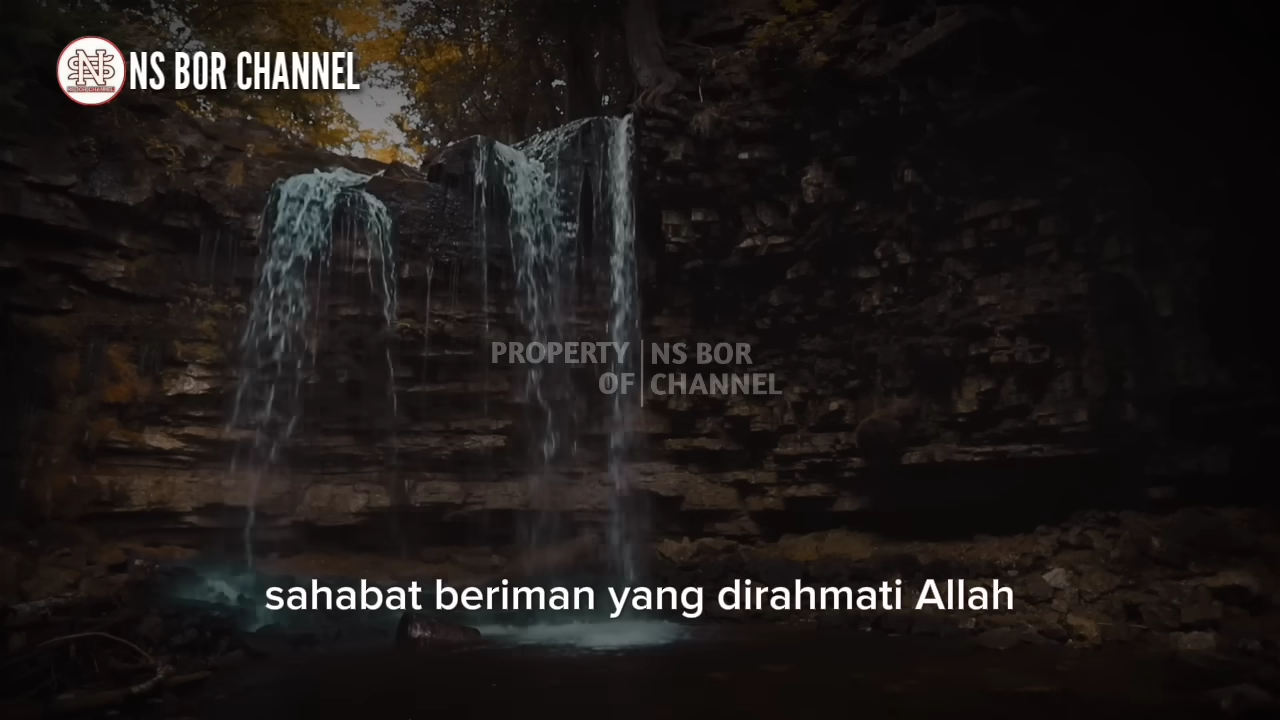 NS BOR CHANNEL
PROPERTY OF | NS BOR CHANNEL
sahabat beriman yang dirahmati Allah